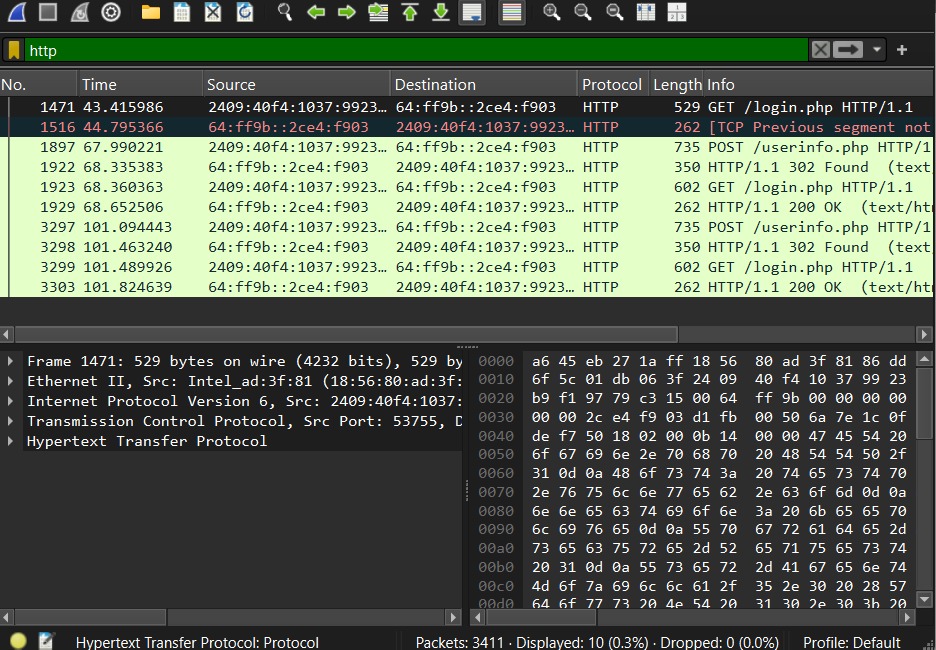 http
No. Time Source Destination Protocol Length Info
1471 43.415986 2409:40f4:1037:9923… 64:ff9b::2ce4:f903 HTTP 529 GET /login.php HTTP/1.1
1516 44.795366 64:ff9b::2ce4:f903 2409:40f4:1037:9923… HTTP 262 [TCP Previous segment not
1897 67.990221 2409:40f4:1037:9923… 64:ff9b::2ce4:f903 HTTP 735 POST /userinfo.php HTTP/1
1922 68.335383 64:ff9b::2ce4:f903 2409:40f4:1037:9923… HTTP 350 HTTP/1.1 302 Found (text
1923 68.360363 2409:40f4:1037:9923… 64:ff9b::2ce4:f903 HTTP 602 GET /login.php HTTP/1.1
1929 68.652506 64:ff9b::2ce4:f903 2409:40f4:1037:9923… HTTP 262 HTTP/1.1 200 OK (text/ht
3297 101.094443 2409:40f4:1037:9923… 64:ff9b::2ce4:f903 HTTP 735 POST /userinfo.php HTTP/1
3298 101.463240 64:ff9b::2ce4:f903 2409:40f4:1037:9923… HTTP 350 HTTP/1.1 302 Found (text
3299 101.489926 2409:40f4:1037:9923… 64:ff9b::2ce4:f903 HTTP 602 GET /login.php HTTP/1.1
3303 101.824639 64:ff9b::2ce4:f903 2409:40f4:1037:9923… HTTP 262 HTTP/1.1 200 OK (text/ht
Frame 1471: 529 bytes on wire (4232 bits), 529 by
Ethernet II, Src: Intel_ad:3f:81 (18:56:80:ad:3f:
Internet Protocol Version 6, Src: 2409:40f4:1037:
Transmission Control Protocol, Src Port: 53755, D
Hypertext Transfer Protocol
0000 a6 45 eb 27 1a ff 18 56 80 ad 3f 81 86 dd
0010 6f 5c 01 db 06 3f 24 09 40 f4 10 37 99 23
0020 b9 f1 97 79 c3 15 00 64 ff 9b 00 00 00 00
0030 00 00 2c e4 f9 03 d1 fb 00 50 6a 7e 1c 0f
0040 de f7 50 18 02 00 0b 14 00 00 47 45 54 20
0050 6f 67 69 6e 2e 70 68 70 20 48 54 54 50 2f
0060 31 0d 0a 48 6f 73 74 3a 20 74 65 73 74 70
0070 2e 76 75 6c 6e 77 65 62 2e 63 6f 6d 0d 0a
0080 6e 6e 65 63 74 69 6f 6e 3a 20 6b 65 65 70
0090 6c 69 76 65 0d 0a 55 70 67 72 61 64 65 2d
00a0 73 65 63 75 72 65 2d 52 65 71 75 65 73 74
00b0 20 31 0d 0a 55 73 65 72 2d 41 67 65 6e 74
00c0 4d 6f 7a 69 6c 6c 61 2f 35 2e 30 20 28 57
00d0 64 6f 77 73 20 4e 54 20 31 30 2e 30 3b 20
Hypertext Transfer Protocol: Protocol Packets: 3411 · Displayed: 10 (0.3%) · Dropped: 0 (0.0%) Profile: Default